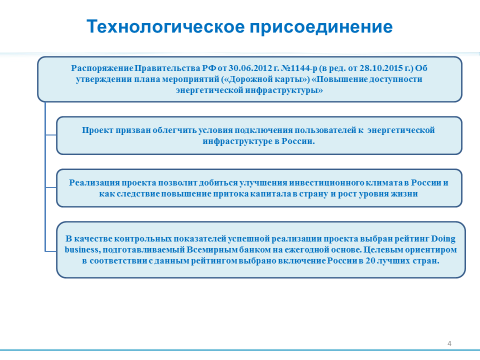 Технологическое присоединение
Распоряжение Правительства РФ от 30.06.2012 г. №1144-р (в ред. от 28.10.2015 г.) Об
утверждении плана мероприятий («Дорожной карты») «Повышение доступности
энергетической инфраструктуры»
Проект призван облегчить условия подключения пользователей к энергетической
инфраструктуре в России.
Реализация проекта позволит добиться улучшения инвестиционного климата в России и
как следствие повышение притока капитала в страну и рост уровня жизни
В качестве контрольных показателей успешной реализации проекта выбран рейтинг Doing
business, подготавливаемый Всемирным банком на ежегодной основе. Целевым ориентиром
в соответствии с данным рейтингом выбрано включение России в 20 лучших стран.
4